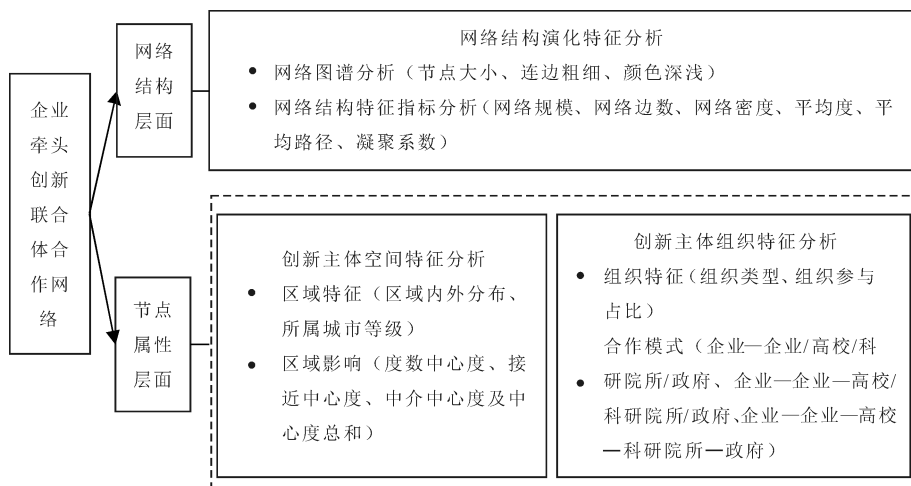 企业
牵头
创新
联合
体合
作网
络
网络
结构
层面
网络结构演化特征分析
● 网络图谱分析（节点大小、连边粗细、颜色深浅）
● 网络结构特征指标分析（网络规模、网络边数、网络密度、平均度、平
均路径、凝聚系数）
节点
属性
层面
创新主体空间特征分析
● 区域特征（区域内外分布、
所属城市等级）
● 区域影响（度数中心度、接
近中心度、中介中心度及中
心度总和）
创新主体组织特征分析
● 组织特征（组织类型、组织参与
占比）
合作模式（企业—企业/高校/科
● 研院所/政府、企业—企业—高校/
科研院所/政府、企业—企业—高校
—科研院所—政府）